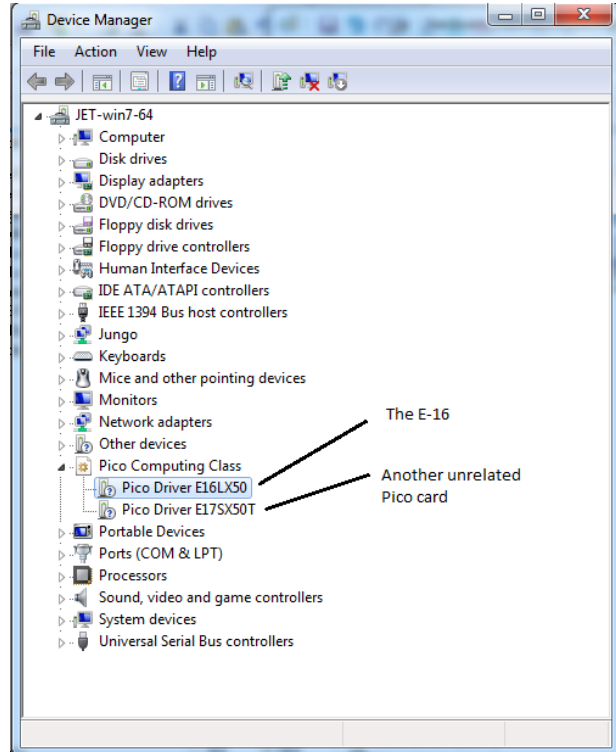 Device Manager
File Action View Help
JET-win7-64
Computer
Disk drives
Display adapters
DVD/CD-ROM drives
Floppy disk drives
Floppy drive controllers
Human Interface Devices
IDE ATA/ATAPI controllers
IEEE 1394 Bus host controllers
Jungo
Keyboards
Mice and other pointing devices
Monitors
Network adapters
Other devices
Pico Computing Class
Pico Driver E16LX50
Pico Driver E17SX50T
Portable Devices
Ports (COM & LPT)
Processors
Sound, video and game controllers
System devices
Universal Serial Bus controllers
The E-16
Another unrelated
Pico card